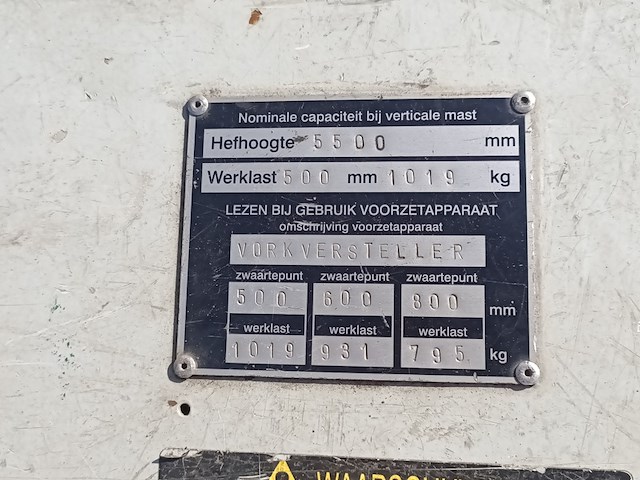 Nominale capaciteit bij verticale mast
Hefhoogte 5500 mm
Werklast 500 mm 1019 kg
LEZEN BIJ GEBRUIK VOORZETAPPARAAT
omschrijving voorzetapparaat
VORKVERSTELLER
zwaartepunt zwaartepunt zwaartepunt
500 600 800 mm
werklast werklast werklast
1019 931 795 kg